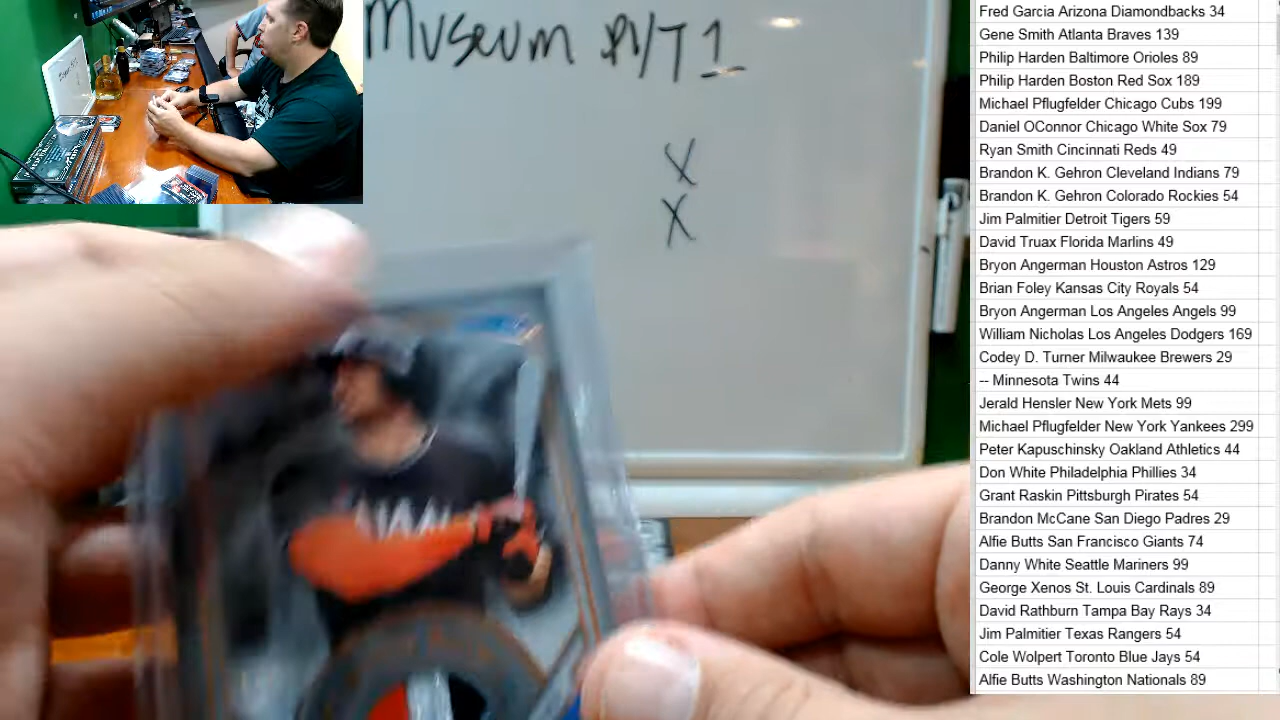 Museum PI/T1
X
X
Fred Garcia Arizona Diamondbacks 34
Gene Smith Atlanta Braves 139
Philip Harden Baltimore Orioles 89
Philip Harden Boston Red Sox 189
Michael Pflugfelder Chicago Cubs 199
Daniel OConnor Chicago White Sox 79
Ryan Smith Cincinnati Reds 49
Brandon K. Gehron Cleveland Indians 79
Brandon K. Gehron Colorado Rockies 54
Jim Palmitier Detroit Tigers 59
David Truax Florida Marlins 49
Bryon Angerman Houston Astros 129
Brian Foley Kansas City Royals 54
Bryon Angerman Los Angeles Angels 99
William Nicholas Los Angeles Dodgers 169
Codey D. Turner Milwaukee Brewers 29
-- Minnesota Twins 44
Jerald Hensler New York Mets 99
Michael Pflugfelder New York Yankees 299
Peter Kapuschinsky Oakland Athletics 44
Don White Philadelphia Phillies 34
Grant Raskin Pittsburgh Pirates 54
Brandon McCane San Diego Padres 29
Alfie Butts San Francisco Giants 74
Danny White Seattle Mariners 99
George Xenos St. Louis Cardinals 89
David Rathburn Tampa Bay Rays 34
Jim Palmitier Texas Rangers 54
Cole Wolpert Toronto Blue Jays 54
Alfie Butts Washington Nationals 89